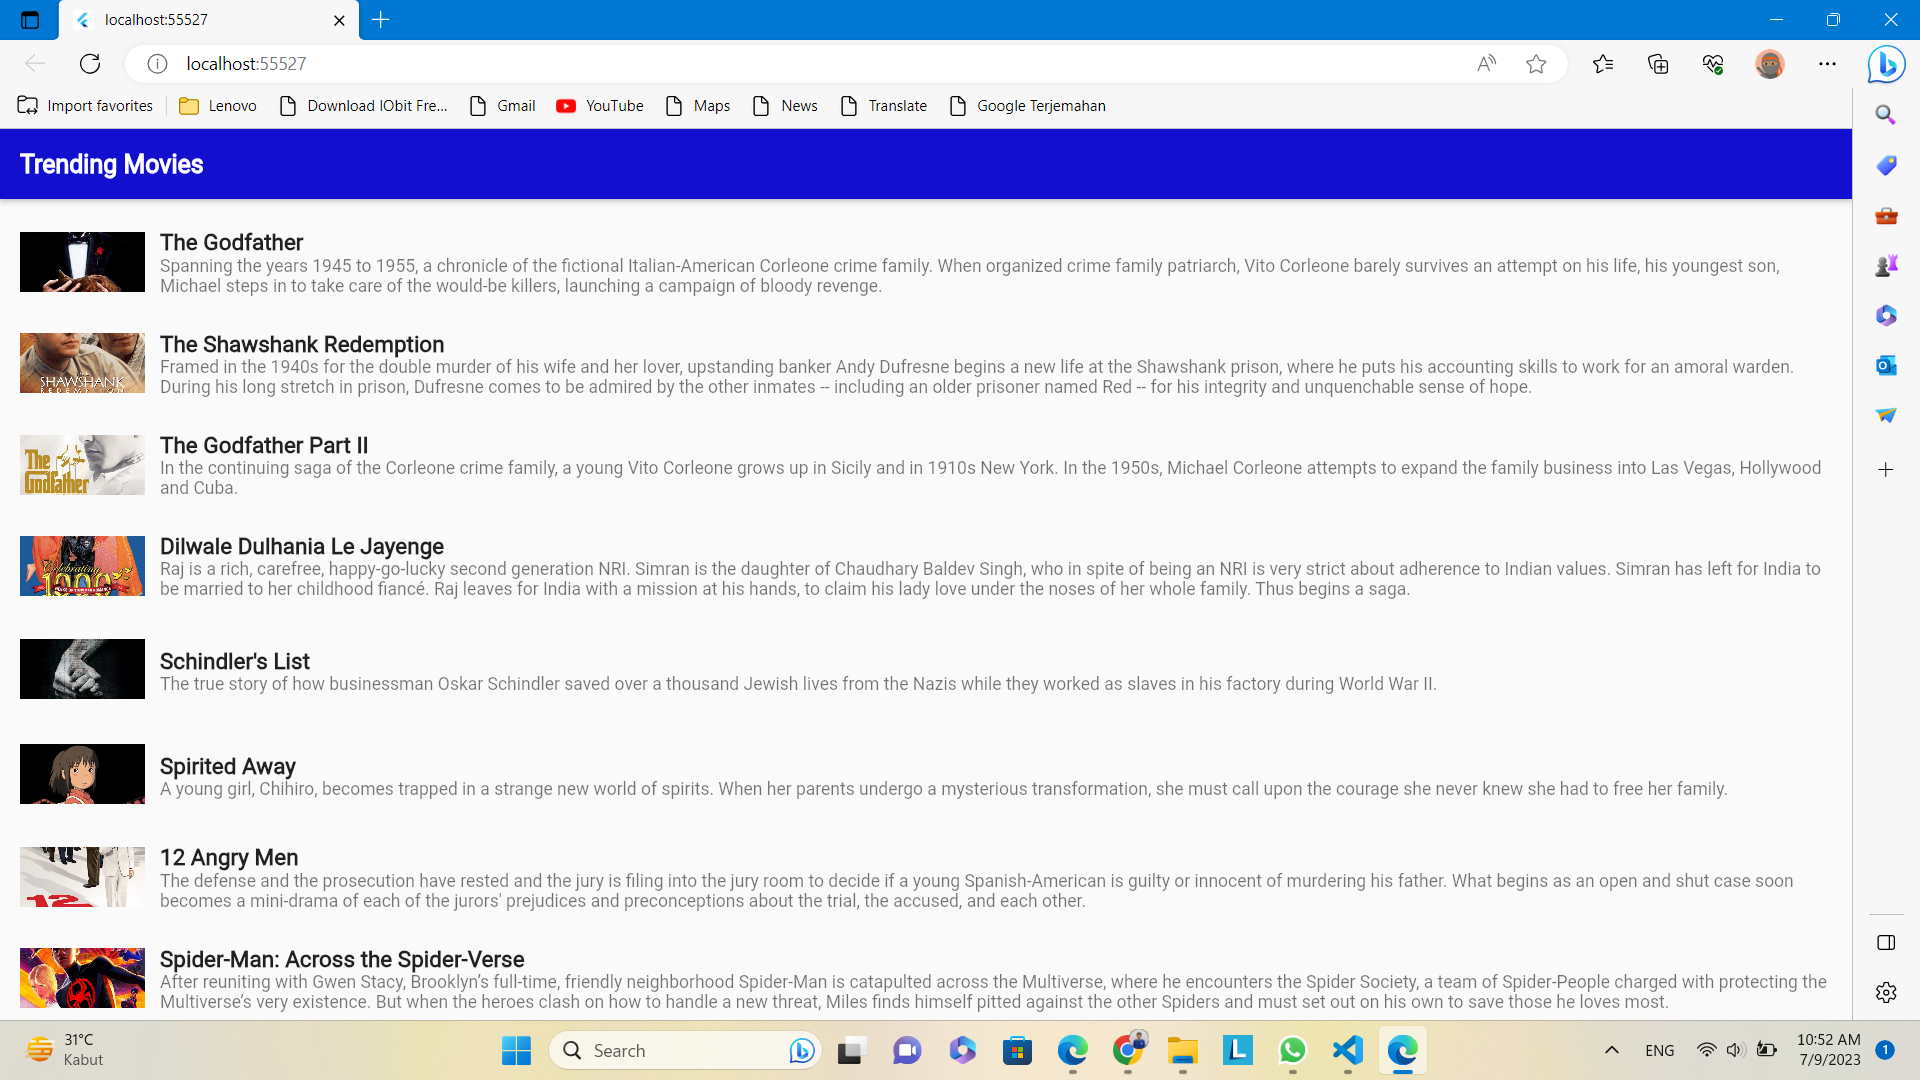 localhost:55527
localhost:55527
Import favorites
Lenovo
Download IObit Fre...
Gmail
YouTube
Maps
News
Translate
Google Terjemahan
Trending Movies
The Godfather
Spanning the years 1945 to 1955, a chronicle of the fictional Italian-American Corleone crime family. When organized crime family patriarch, Vito Corleone barely survives an attempt on his life, his youngest son,
Michael steps in to take care of the would-be killers, launching a campaign of bloody revenge.
SHAWSHANK
The Shawshank Redemption
Framed in the 1940s for the double murder of his wife and her lover, upstanding banker Andy Dufresne begins a new life at the Shawshank prison, where he puts his accounting skills to work for an amoral warden.
During his long stretch in prison, Dufresne comes to be admired by the other inmates -- including an older prisoner named Red -- for his integrity and unquenchable sense of hope.
The
Godfather
The Godfather Part II
In the continuing saga of the Corleone crime family, a young Vito Corleone grows up in Sicily and in 1910s New York. In the 1950s, Michael Corleone attempts to expand the family business into Las Vegas, Hollywood
and Cuba.
Celebrating
1000
Dilwale Dulhania Le Jayenge
Raj is a rich, carefree, happy-go-lucky second generation NRI. Simran is the daughter of Chaudhary Baldev Singh, who in spite of being an NRI is very strict about adherence to Indian values. Simran has left for India to
be married to her childhood fiancé. Raj leaves for India with a mission at his hands, to claim his lady love under the noses of her whole family. Thus begins a saga.
Schindler's List
The true story of how businessman Oskar Schindler saved over a thousand Jewish lives from the Nazis while they worked as slaves in his factory during World War II.
Spirited Away
A young girl, Chihiro, becomes trapped in a strange new world of spirits. When her parents undergo a mysterious transformation, she must call upon the courage she never knew she had to free her family.
12
12 Angry Men
The defense and the prosecution have rested and the jury is filing into the jury room to decide if a young Spanish-American is guilty or innocent of murdering his father. What begins as an open and shut case soon
becomes a mini-drama of each of the jurors' prejudices and preconceptions about the trial, the accused, and each other.
Spider-Man: Across the Spider-Verse
After reuniting with Gwen Stacy, Brooklyn’s full-time, friendly neighborhood Spider-Man is catapulted across the Multiverse, where he encounters the Spider Society, a team of Spider-People charged with protecting the
Multiverse’s very existence. But when the heroes clash on how to handle a new threat, Miles finds himself pitted against the other Spiders and must set out on his own to save those he loves most.
31°C
Kabut
Search
ENG
10:52 AM
7/9/2023
1